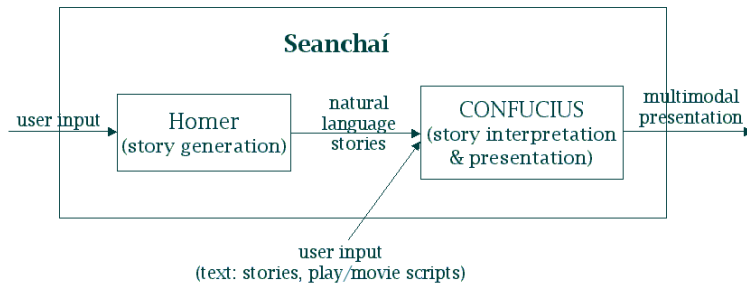 Seanchaí
user input
Homer
(story generation)
natural
language
stories
CONFUCIUS
(story interpretation
& presentation)
multimodal
presentation
user input
(text: stories, play/movie scripts)